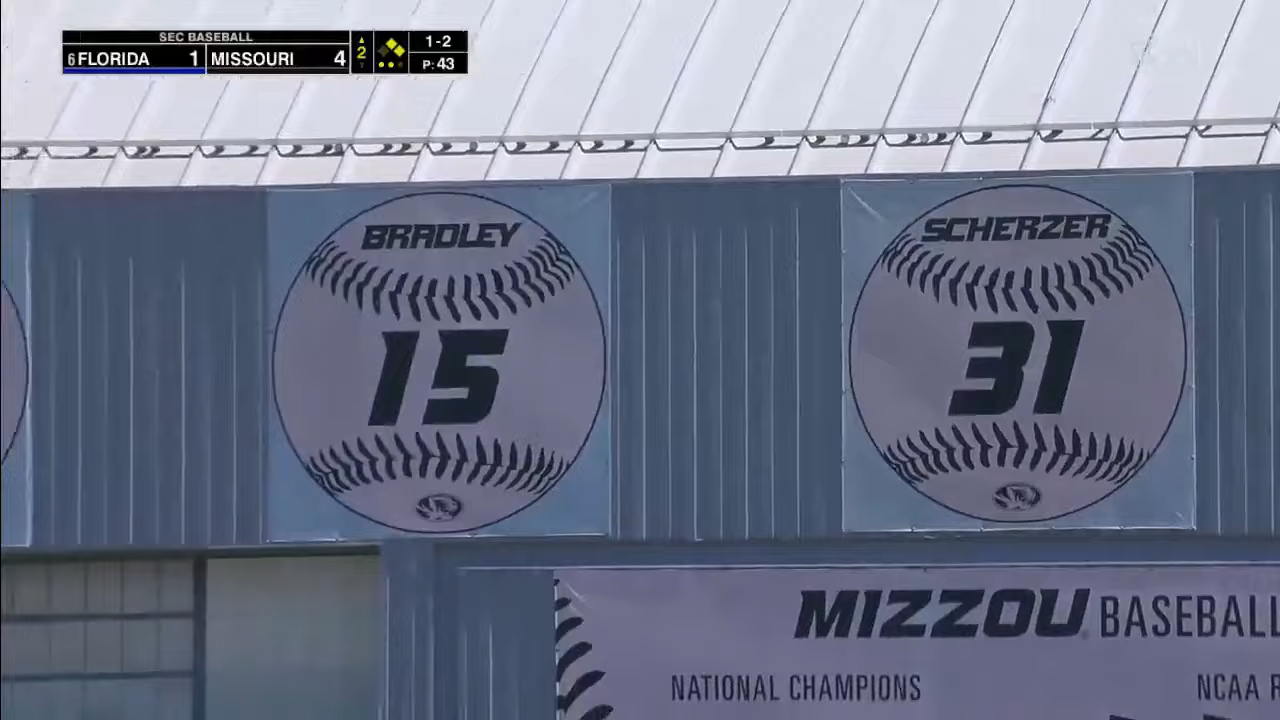 SEC BASEBALL
6 FLORIDA 1 MISSOURI 4 2 1-2
P: 43
BRADLEY
15
SCHERZER
31
MIZZOU BASEBALL
NATIONAL CHAMPIONS
NCAA